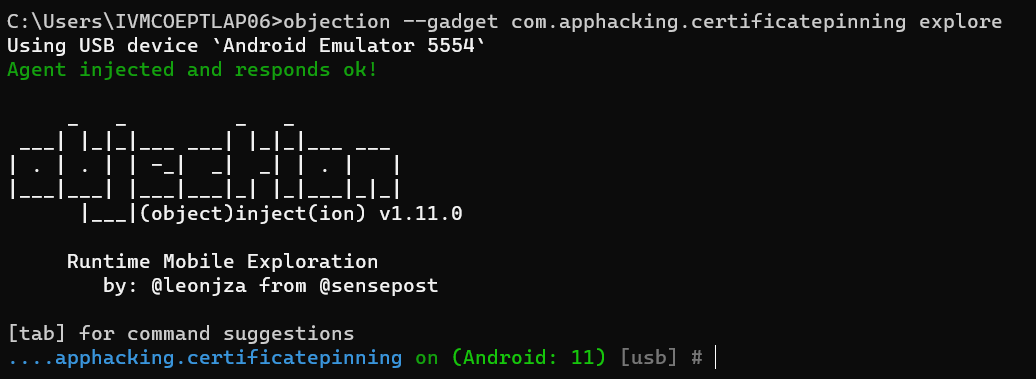 C:\Users\IVMCOEPTLAP06>objection --gadget com.apphacking.certificatepinning explore
Using USB device `Android Emulator 5554`
Agent injected and responds ok!
     _   _         _   _
 ___| |_|_|___ ___| |_|_|___ ___
| . | . | | -_|  _|  _| | . |   |
|___|___| |___|___|_| |_|___|_|_|
      |___|(object)inject(ion) v1.11.0
Runtime Mobile Exploration
by: @leonjza from @sensepost
[tab] for command suggestions
....apphacking.certificatepinning on (Android: 11) [usb] #